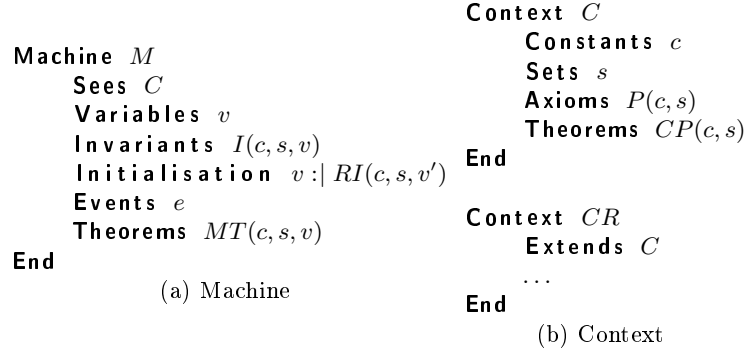 Machine M
Sees C
Variables v
Invariants I(c, s, v)
Initialisation v :| RI(c, s, v′)
Events e
Theorems MT(c, s, v)
End
(a) Machine
Context C
Constants c
Sets s
Axioms P(c, s)
Theorems CP(c, s)
End
Context CR
Extends C
...
End
(b) Context